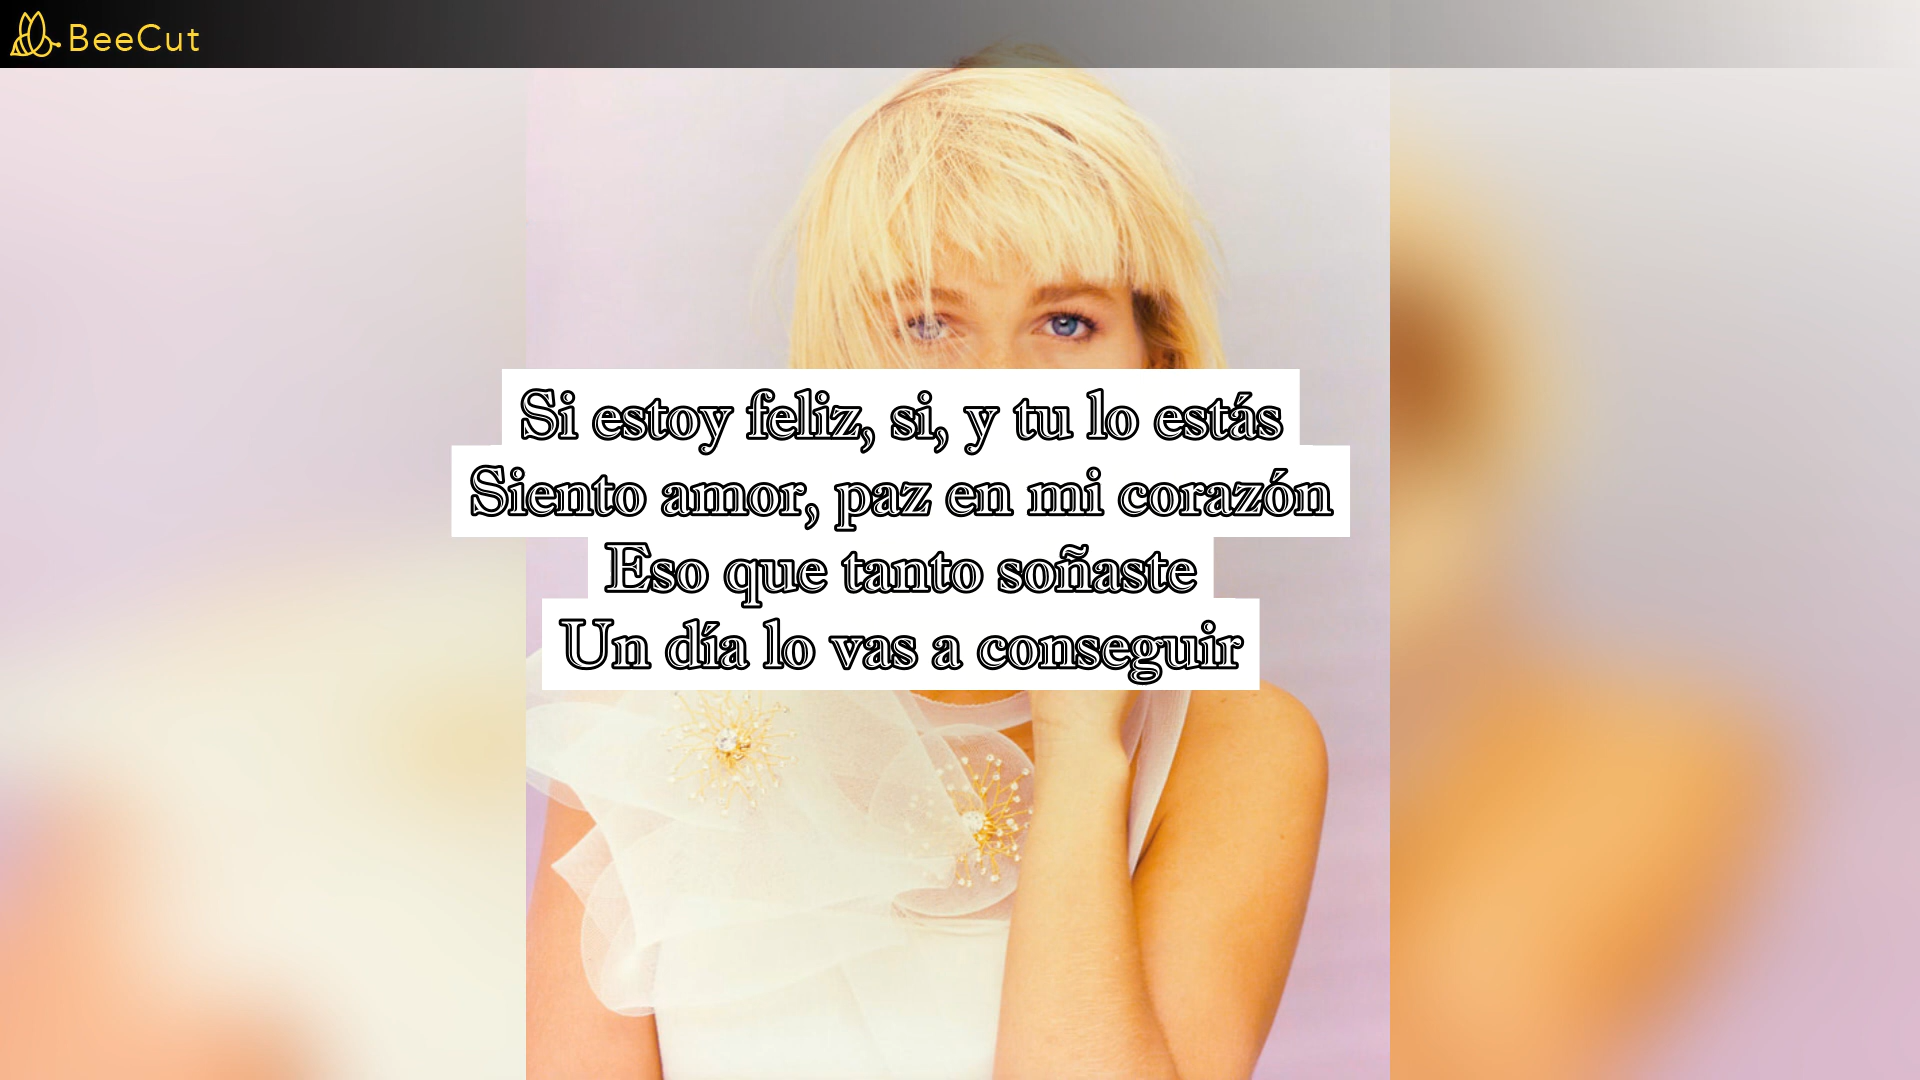 BeeCut
Si estoy feliz, si, y tu lo estás
Siento amor, paz en mi corazón
Eso que tanto soñaste
Un día lo vas a conseguir